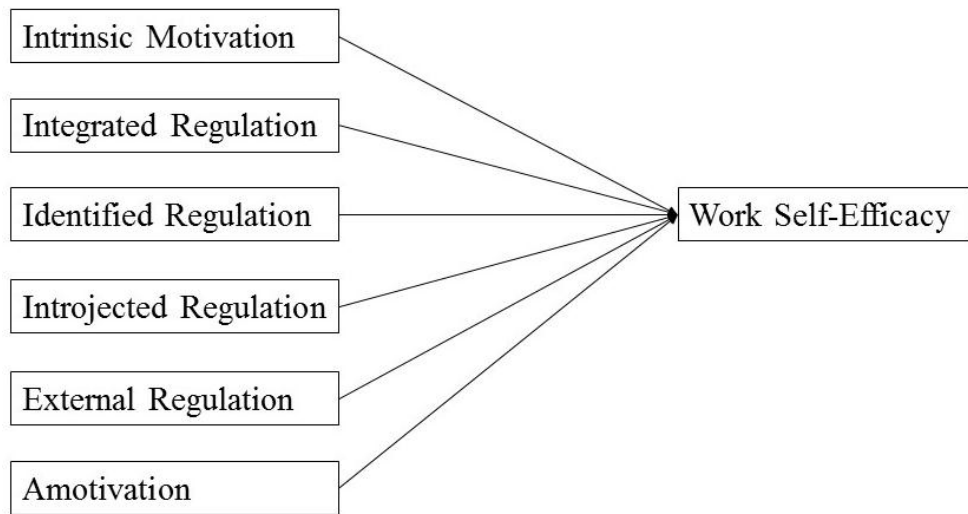 Intrinsic Motivation
Integrated Regulation
Identified Regulation
Work Self-Efficacy
Introjected Regulation
External Regulation
Amotivation